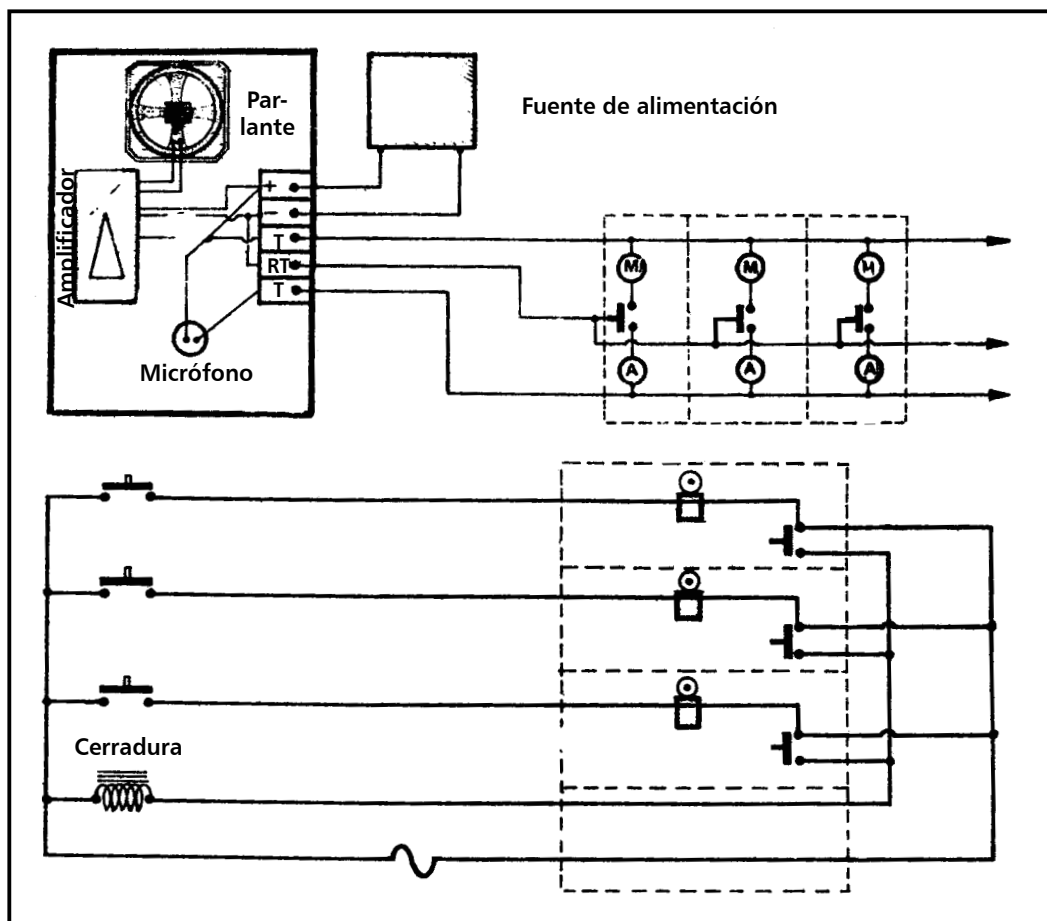 Par-
lante
Fuente de alimentación
Amplificador
+
−
T
RT
T
Micrófono
M
M
M
A
A
A
Cerradura